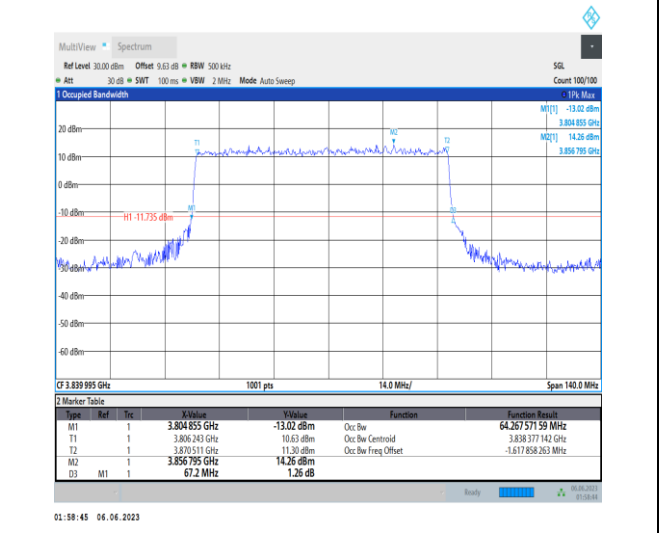 MultiView Spectrum
Ref Level 30.00 dBm Offset 9.63 dB RBW 500 kHz SGL
Att 30 dB SWT 100 ms VBW 2 MHz Mode Auto Sweep Count 100/100
1 Occupied Bandwidth 1Pk Max
M1[1] -13.02 dBm
3.804 855 GHz
M2[1] 14.26 dBm
3.856 795 GHz
20 dBm
T1 M2 T2
10 dBm
0 dBm
-10 dBm
M1
H1 -11.735 dBm
-20 dBm
-30 dBm
-40 dBm
-50 dBm
-60 dBm
CF 3.839 995 GHz 1001 pts 14.0 MHz/ Span 140.0 MHz
2 Marker Table
Type Ref Trc X-Value Y-Value Function Function Result
M1 1 3.804 855 GHz -13.02 dBm Occ Bw 64.267 571 59 MHz
T1 1 3.806 243 GHz 10.63 dBm Occ Bw Centroid 3.838 377 142 GHz
T2 1 3.870 511 GHz 11.30 dBm Occ Bw Freq Offset -1.617 858 263 MHz
M2 1 3.856 795 GHz 14.26 dBm
D3 M1 1 67.2 MHz 1.26 dB
Ready 06.06.2023
01:58:44
01:58:45 06.06.2023